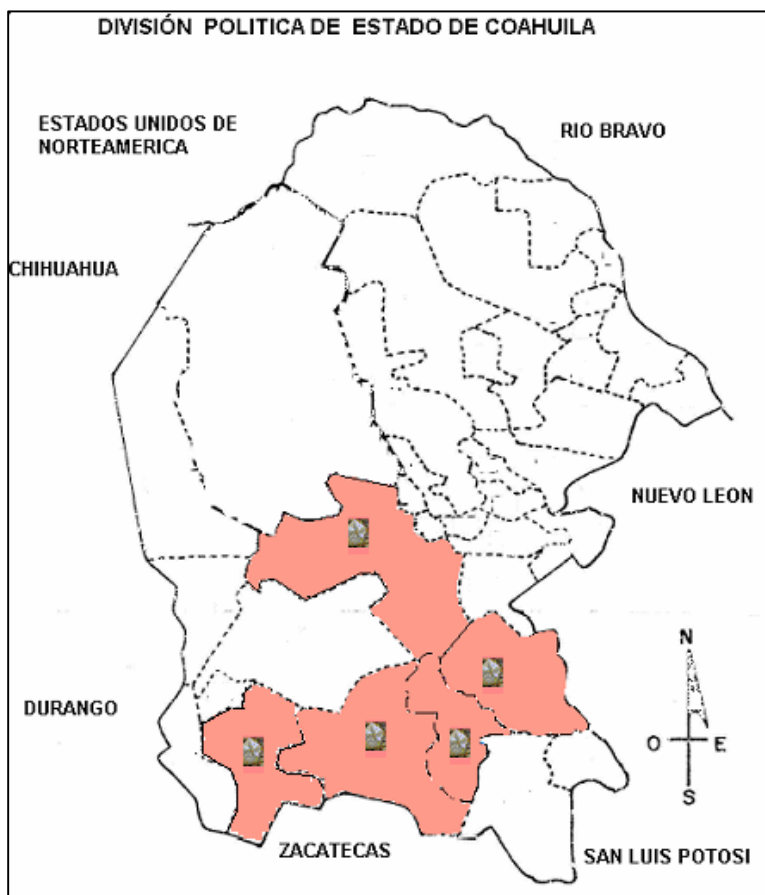 DIVISIÓN POLITICA DE ESTADO DE COAHUILA
ESTADOS UNIDOS DE
NORTEAMERICA
RIO BRAVO
CHIHUAHUA
NUEVO LEON
N
DURANGO
O
E
S
ZACATECAS
SAN LUIS POTOSI